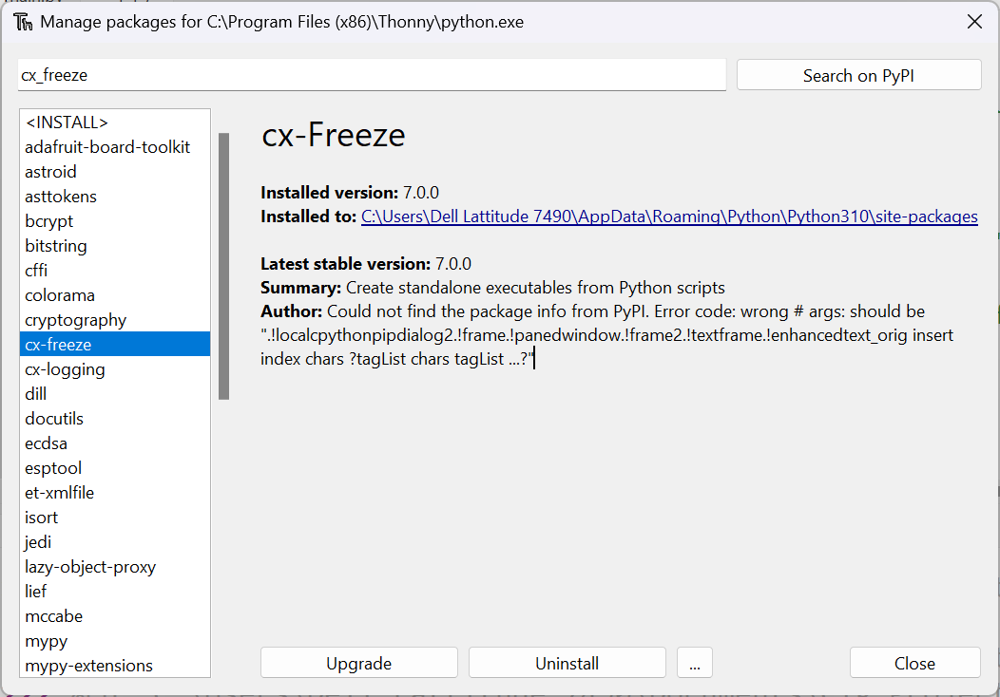 Manage packages for C:\Program Files (x86)\Thonny\python.exe
cx_freeze
Search on PyPI
<INSTALL>
adafruit-board-toolkit
astroid
asttokens
bcrypt
bitstring
cffi
colorama
cryptography
cx-freeze
cx-logging
dill
docutils
ecdsa
esptool
et-xmlfile
isort
jedi
lazy-object-proxy
lief
mccabe
mypy
mypy-extensions
cx-Freeze
Installed version: 7.0.0
Installed to: C:\Users\Dell Lattitude 7490\AppData\Roaming\Python\Python310\site-packages
Latest stable version: 7.0.0
Summary: Create standalone executables from Python scripts
Author: Could not find the package info from PyPI. Error code: wrong # args: should be
".!localcpythonpipdialog2.!frame.!panedwindow.!frame2.!textframe.!enhancedtext_orig insert
index chars ?tagList chars tagList ...?"
Upgrade
Uninstall
...
Close